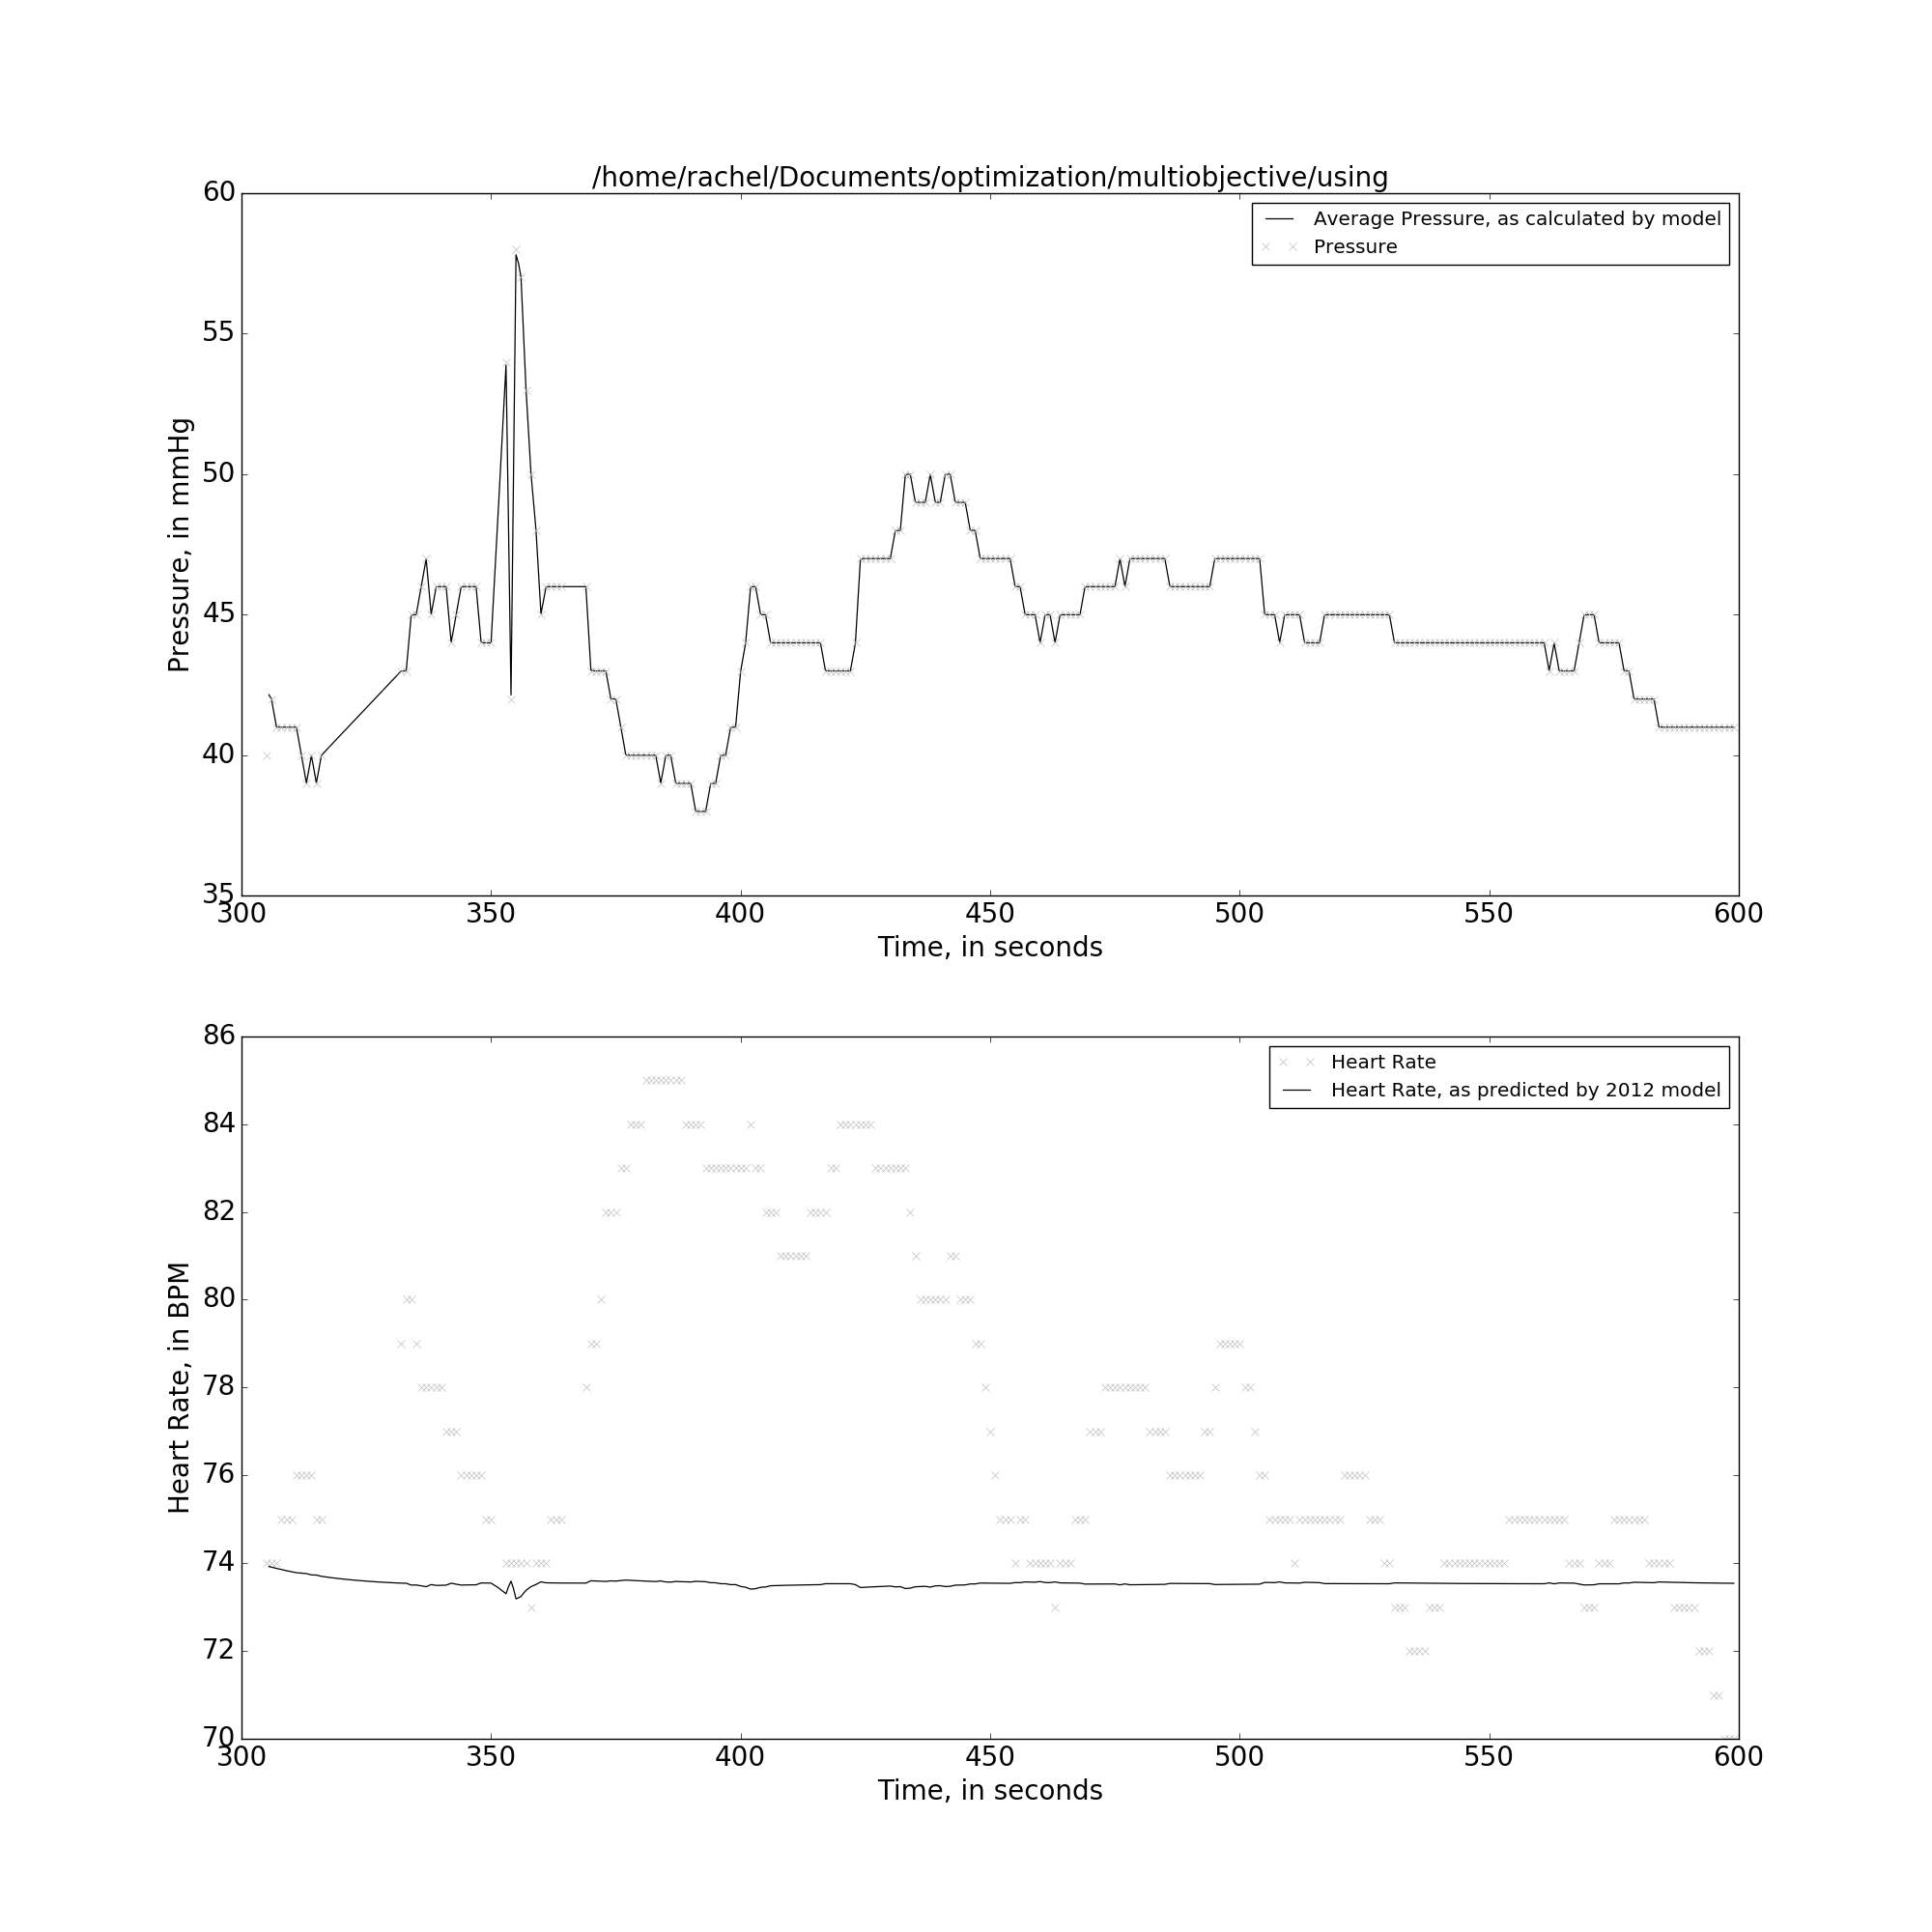 /home/rachel/Documents/optimization/multiobjective/using
60
55
50
45
40
35
Pressure, in mmHg
Average Pressure, as calculated by model
Pressure
300 350 400 450 500 550 600
Time, in seconds
86
84
82
80
78
76
74
72
70
Heart Rate, in BPM
Heart Rate
Heart Rate, as predicted by 2012 model
300 350 400 450 500 550 600
Time, in seconds